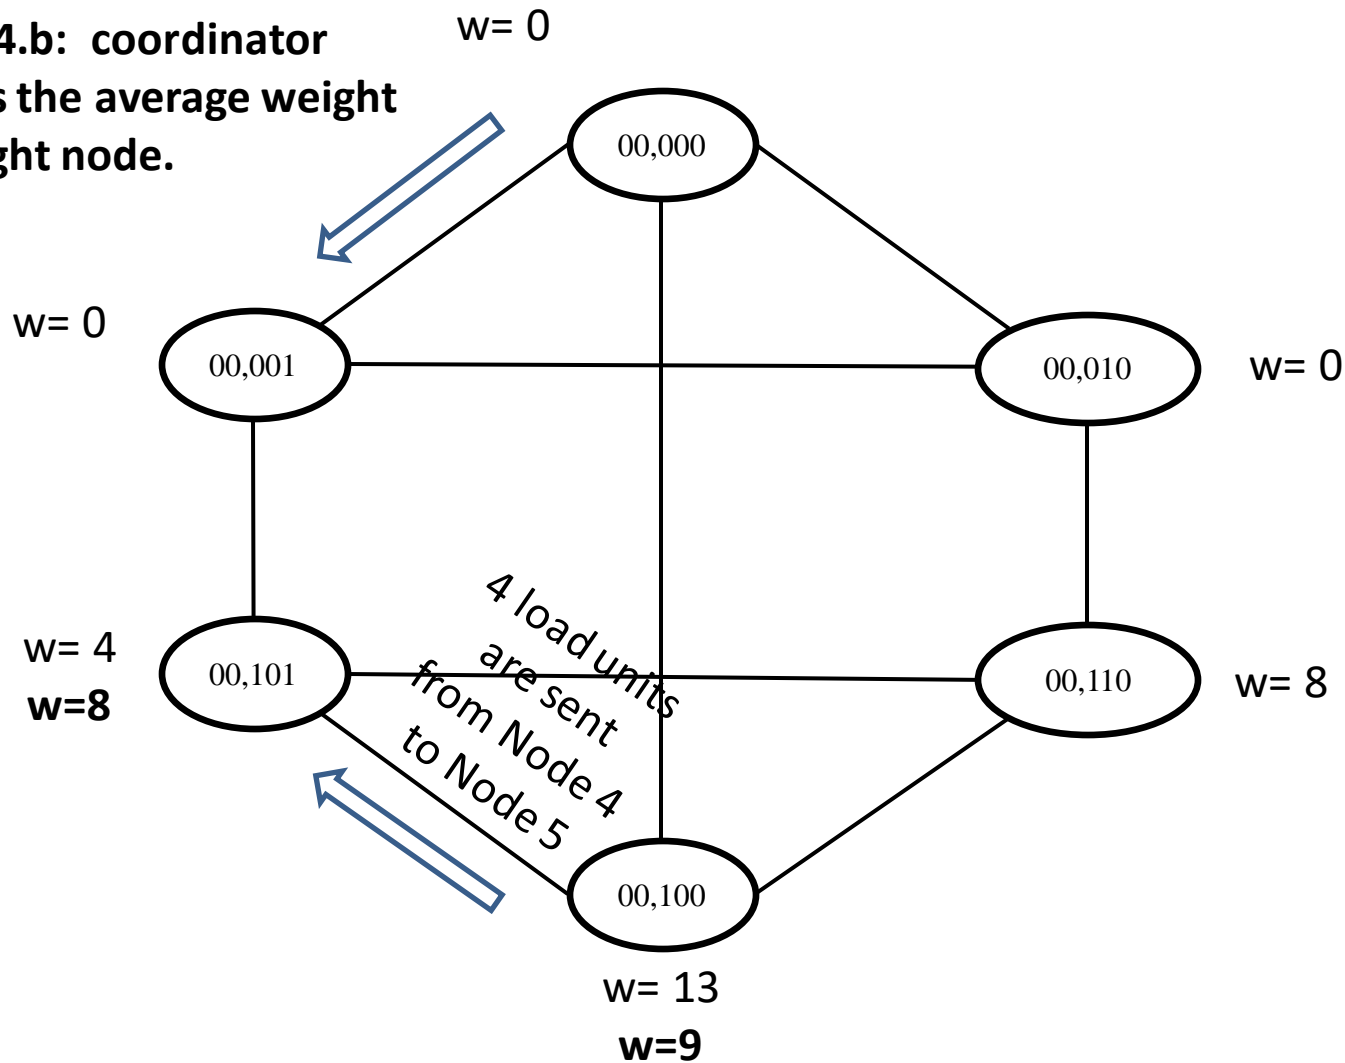 4.b: coordinator
s the average weight
ght node.
w= 0
00,000
w= 0
00,001
00,010
w= 0
4 load units
are sent
from Node 4
to Node 5
w= 4
w=8
00,101
00,110
w= 8
00,100
w= 13
w=9